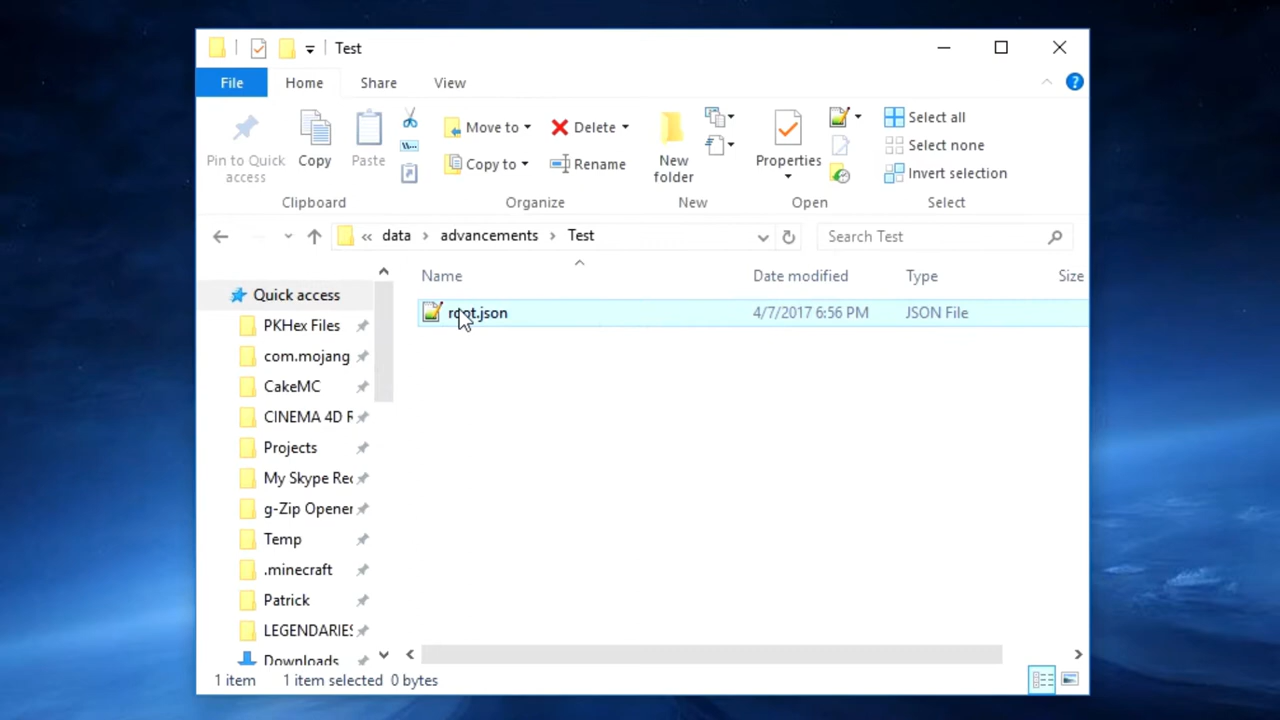 Test
File Home Share View
Pin to Quick access
Copy
Paste
Move to
Copy to
Delete
Rename
New folder
Properties
Select all
Select none
Invert selection
Clipboard Organize New Open Select
« data › advancements › Test
Search Test
Name Date modified Type Size
Quick access
root.json 4/7/2017 6:56 PM JSON File
PKHex Files
com.mojang
CakeMC
CINEMA 4D R
Projects
My Skype Rec
g-Zip Opener
Temp
.minecraft
Patrick
LEGENDARIES
Downloads
1 item 1 item selected 0 bytes